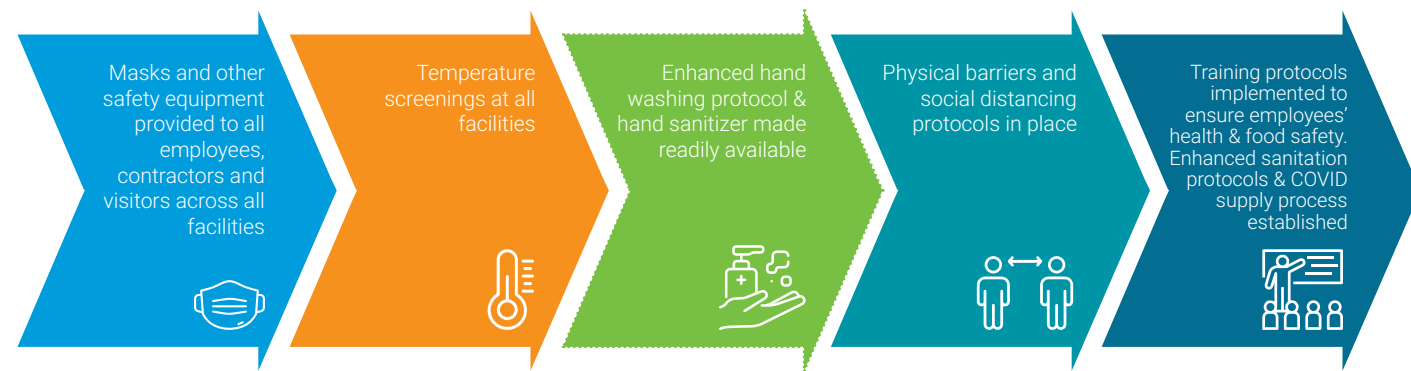 Masks and other
safety equipment
provided to all
employees,
contractors and
visitors across all
facilities
Temperature
screenings at all
facilities
Enhanced hand
washing protocol &
hand sanitizer made
readily available
Physical barriers and
social distancing
protocols in place
Training protocols
implemented to
ensure employees’
health & food safety.
Enhanced sanitation
protocols & COVID
supply process
established